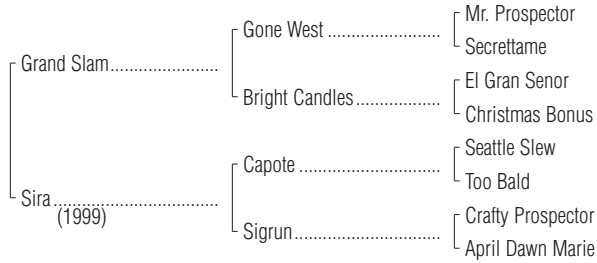 Mr. Prospector
Gone West ....................................
Secrettame
Grand Slam..................................
El Gran Senor
Bright Candles ...........................
Christmas Bonus
Seattle Slew
Capote .............................................
Too Bald
Sira ....................................................
(1999)
Crafty Prospector
Sigrun ..............................................
April Dawn Marie